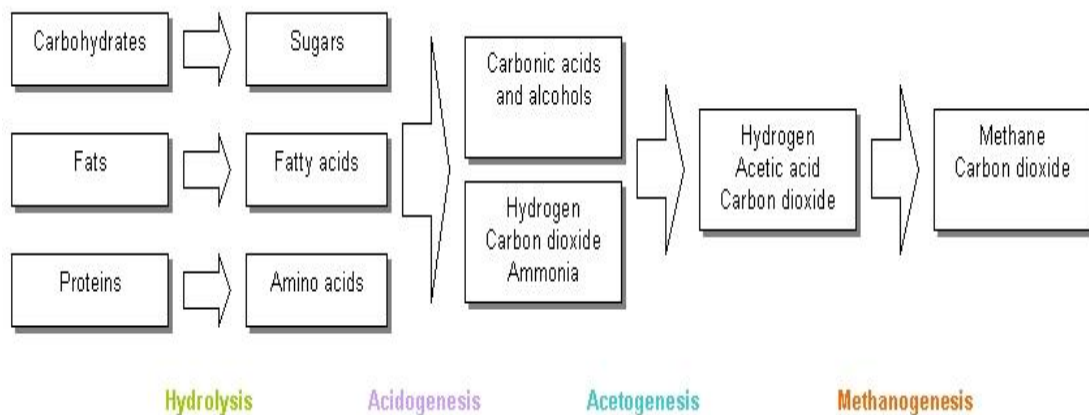 Carbohydrates
Sugars
Fats
Fatty acids
Proteins
Amino acids
Carbonic acids
and alcohols
Hydrogen
Carbon dioxide
Ammonia
Hydrogen
Acetic acid
Carbon dioxide
Methane
Carbon dioxide
Hydrolysis
Acidogenesis
Acetogenesis
Methanogenesis